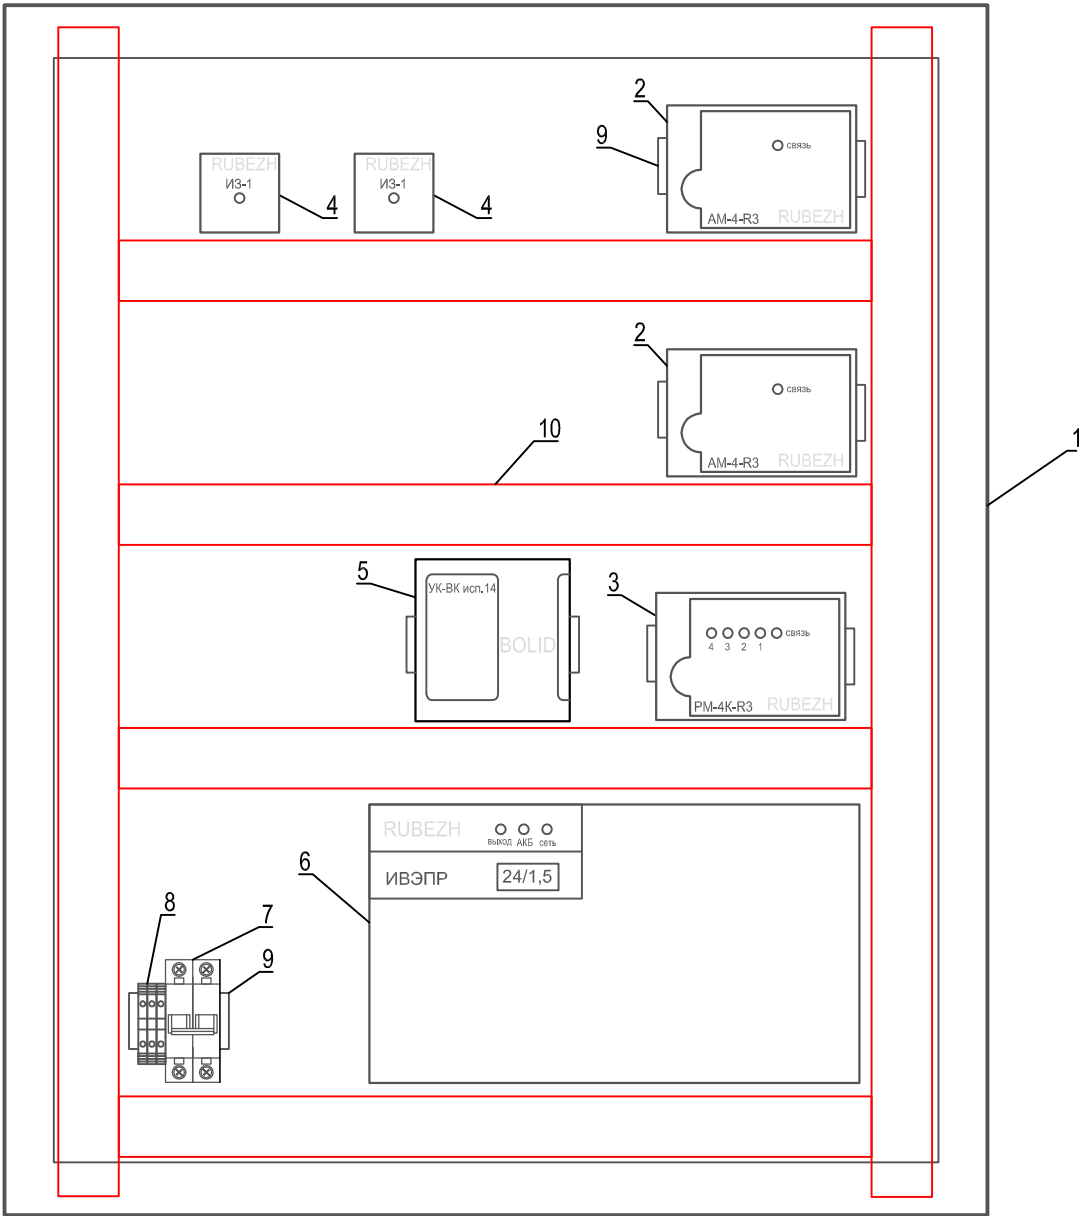 2
9
связь
RUBEZH
ИЗ-1
4
RUBEZH
ИЗ-1
4
AM-4-R3
RUBEZH
2
связь
AM-4-R3
RUBEZH
10
1
5
УК-ВК исп.14
BOLID
3
связь
4 3 2 1
РМ-4К-R3
RUBEZH
RUBEZH
выход АКБ сеть
6
ИВЭПР
24/1,5
8
7
9